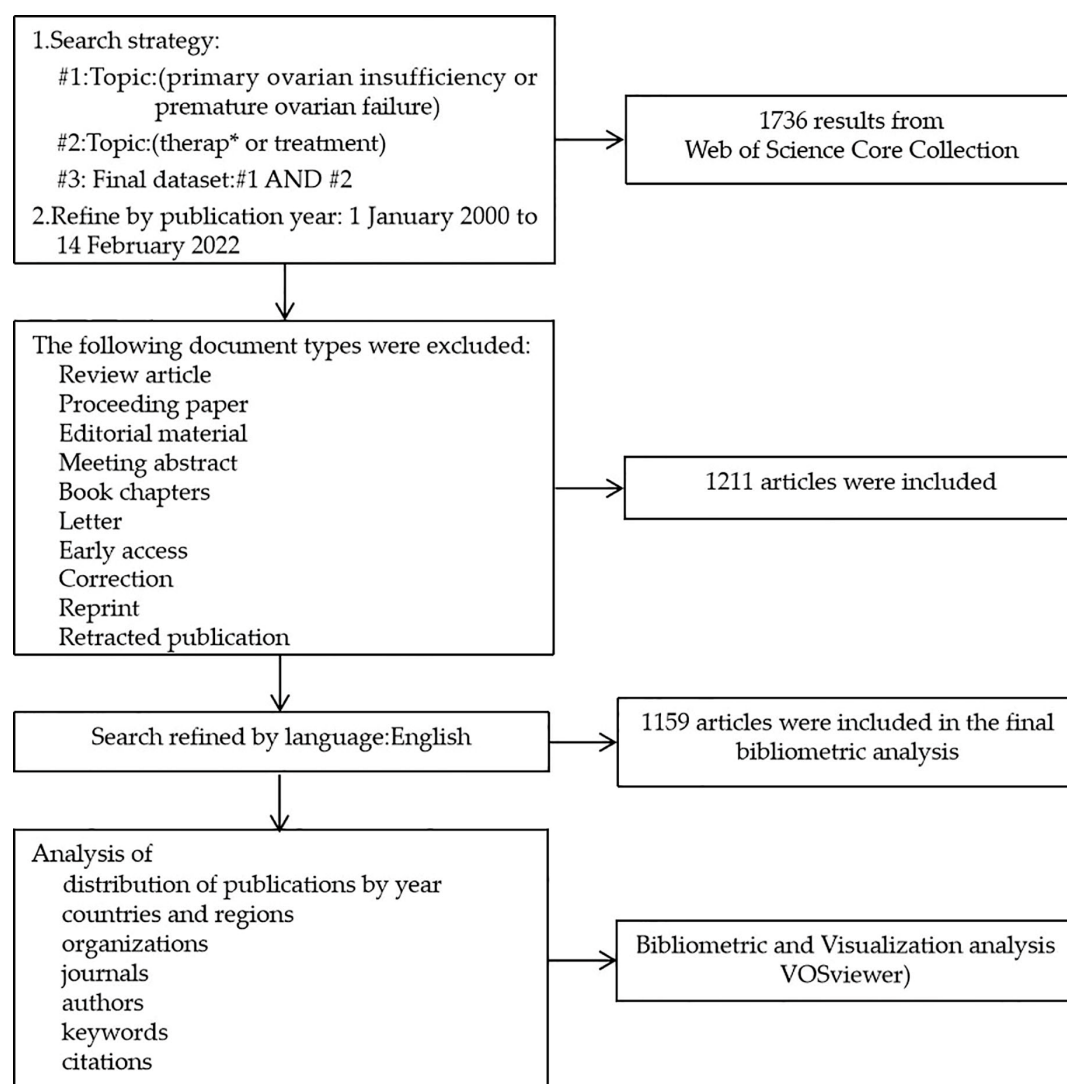 1.Search strategy:
#1:Topic:(primary ovarian insufficiency or
premature ovarian failure)
#2:Topic:(therap* or treatment)
#3: Final dataset:#1 AND #2
2.Refine by publication year: 1 January 2000 to
14 February 2022
1736 results from
Web of Science Core Collection
The following document types were excluded:
Review article
Proceeding paper
Editorial material
Meeting abstract
Book chapters
Letter
Early access
Correction
Reprint
Retracted publication
1211 articles were included
Search refined by language:English
1159 articles were included in the final
bibliometric analysis
Analysis of
distribution of publications by year
countries and regions
organizations
journals
authors
keywords
citations
Bibliometric and Visualization analysis
VOSviewer)